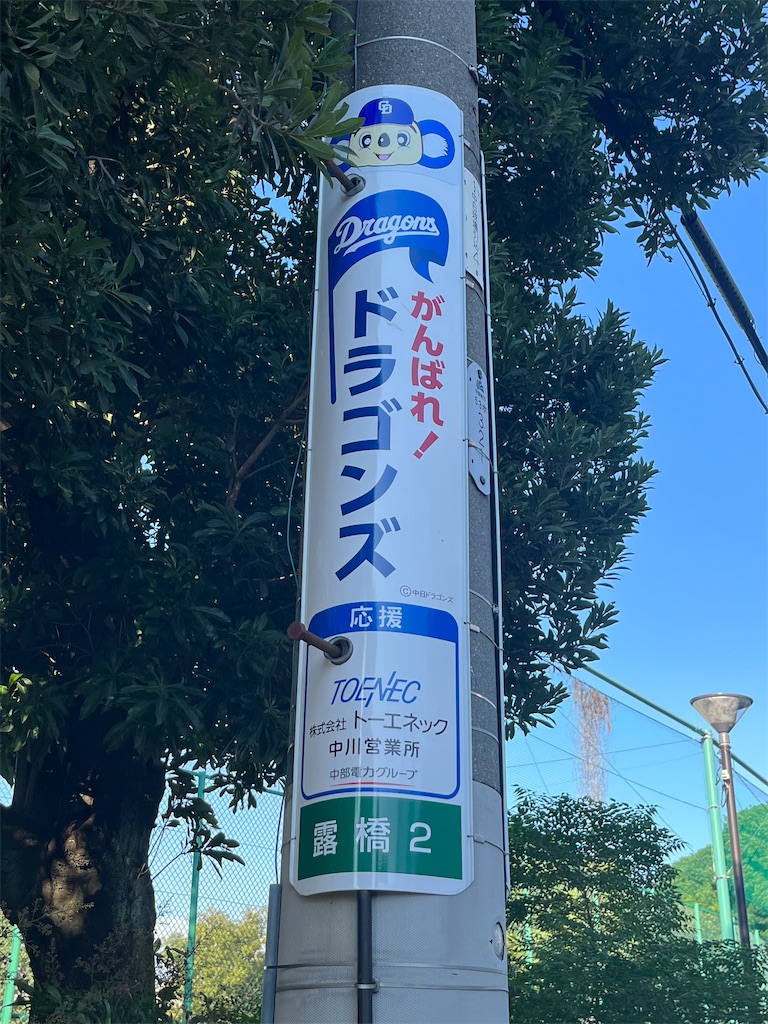 CD
Dragons
がんばれ!
ドラゴンズ
©中日ドラゴンズ
応援
TOENEC
株式会社 トーエネック
中川営業所
中部電力グループ
露橋2